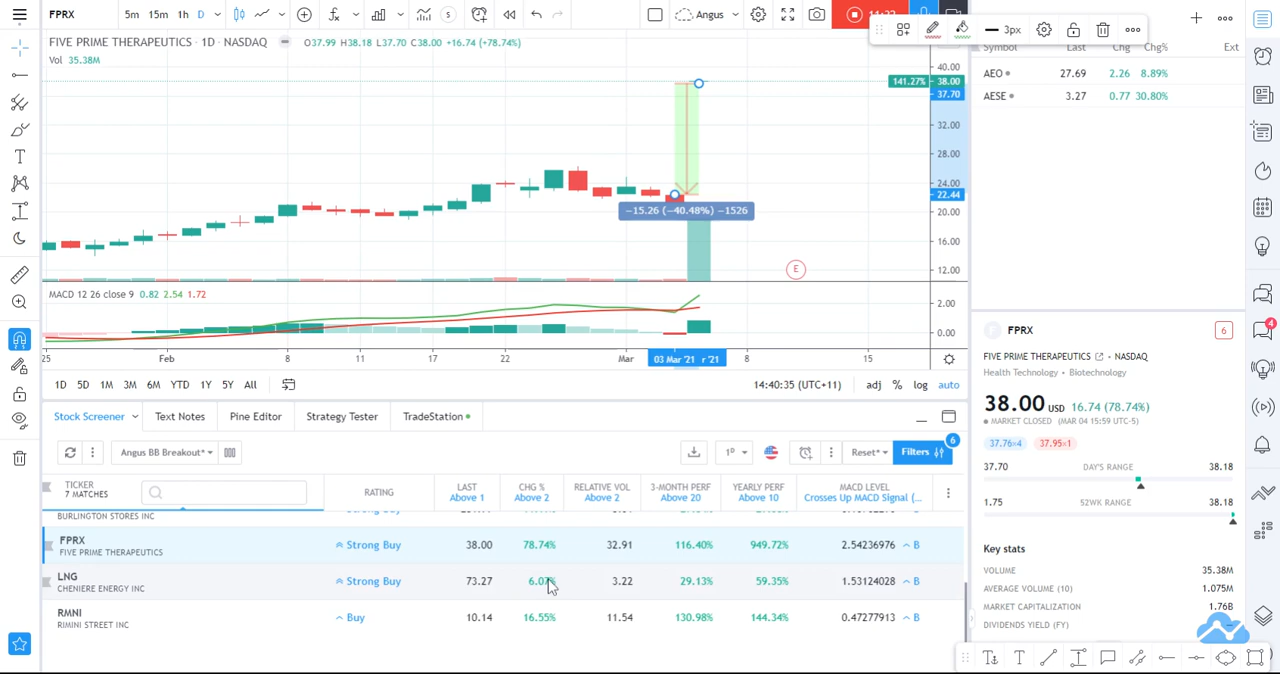 FPRX 5m 15m 1h D Angus 11:22
3px
FIVE PRIME THERAPEUTICS · 1D · NASDAQ O37.99 H38.18 L37.70 C38.00 +16.74 (+78.74%)
Vol 35.38M
Symbol Last Chg Chg% Ext
AEO 27.69 2.26 8.89%
AESE 3.27 0.77 30.80%
40.00
141.27% 38.00
37.70
32.00
28.00
24.00
22.44
20.00
16.00
12.00
−15.26 (−40.48%) −1526
E
MACD 12 26 close 9 0.82 2.54 1.72
2.00
0.00
25 Feb 8 11 17 22 Mar 03 Mar '21 r '21 8 15
1D 5D 1M 3M 6M YTD 1Y 5Y All 14:40:35 (UTC+11) adj % log auto
Stock Screener Text Notes Pine Editor Strategy Tester TradeStation
Angus BB Breakout* 1D Reset* Filters 6
TICKER
7 MATCHES
RATING
LAST
Above 1
CHG %
Above 2
RELATIVE VOL
Above 2
3-MONTH PERF
Above 20
YEARLY PERF
Above 10
MACD LEVEL
Crosses Up MACD Signal (...
BURLINGTON STORES INC
FPRX Strong Buy 38.00 78.74% 32.91 116.40% 949.72% 2.54236976 B
FIVE PRIME THERAPEUTICS
LNG Strong Buy 73.27 6.07% 3.22 29.13% 59.35% 1.53124028 B
CHENIERE ENERGY INC
RMNI Buy 10.14 16.55% 11.54 130.98% 144.34% 0.47277913 B
RIMINI STREET INC
F FPRX 6
FIVE PRIME THERAPEUTICS · NASDAQ
Health Technology · Biotechnology
38.00 USD 16.74 (78.74%)
MARKET CLOSED (MAR 04 15:59 UTC-5)
37.76×4 37.95×1
37.70 DAY'S RANGE 38.18
1.75 52WK RANGE 38.18
Key stats
VOLUME 35.38M
AVERAGE VOLUME (10) 1.075M
MARKET CAPITALIZATION 1.76B
DIVIDENDS YIELD (FY) –
4